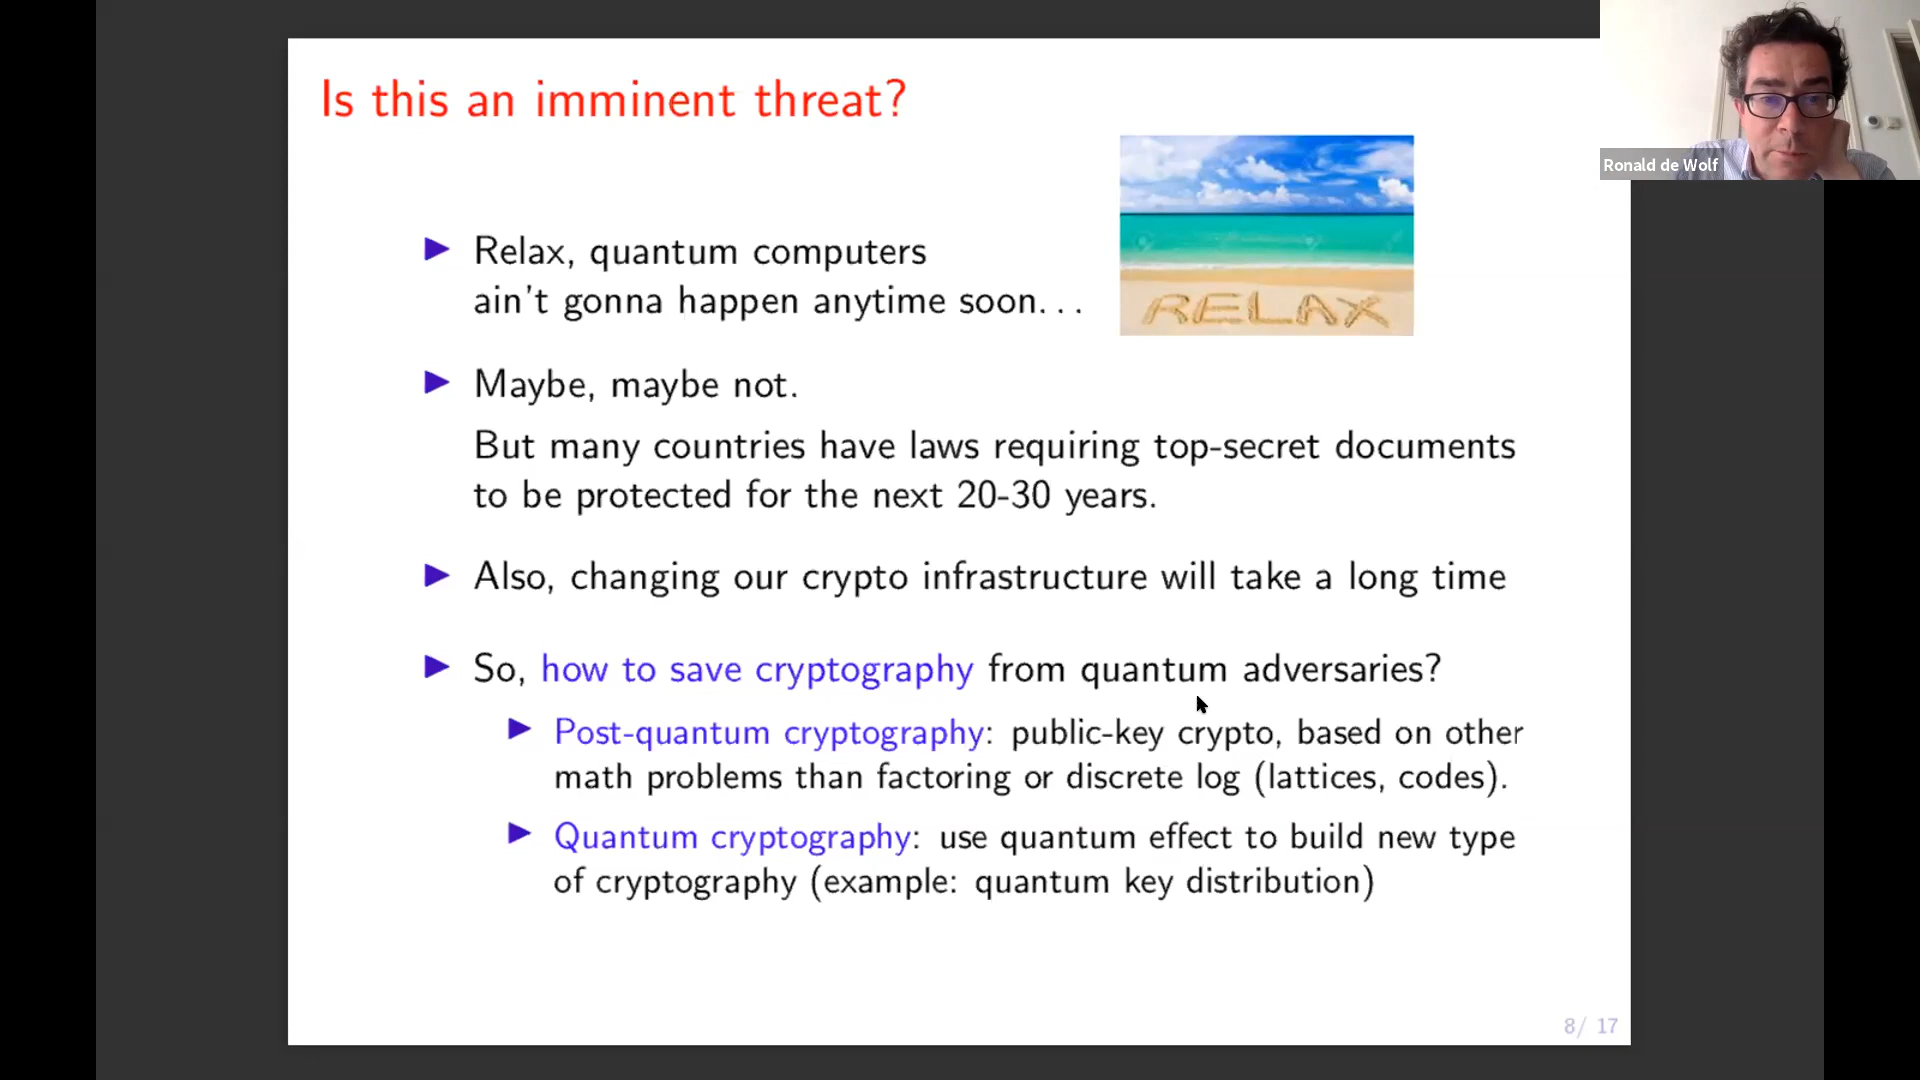 Is this an imminent threat?
RELAX
▶ Relax, quantum computers
ain't gonna happen anytime soon...
▶ Maybe, maybe not.
But many countries have laws requiring top-secret documents
to be protected for the next 20-30 years.
▶ Also, changing our crypto infrastructure will take a long time
▶ So, how to save cryptography from quantum adversaries?
▶ Post-quantum cryptography: public-key crypto, based on other
math problems than factoring or discrete log (lattices, codes).
▶ Quantum cryptography: use quantum effect to build new type
of cryptography (example: quantum key distribution)
8/ 17
Ronald de Wolf